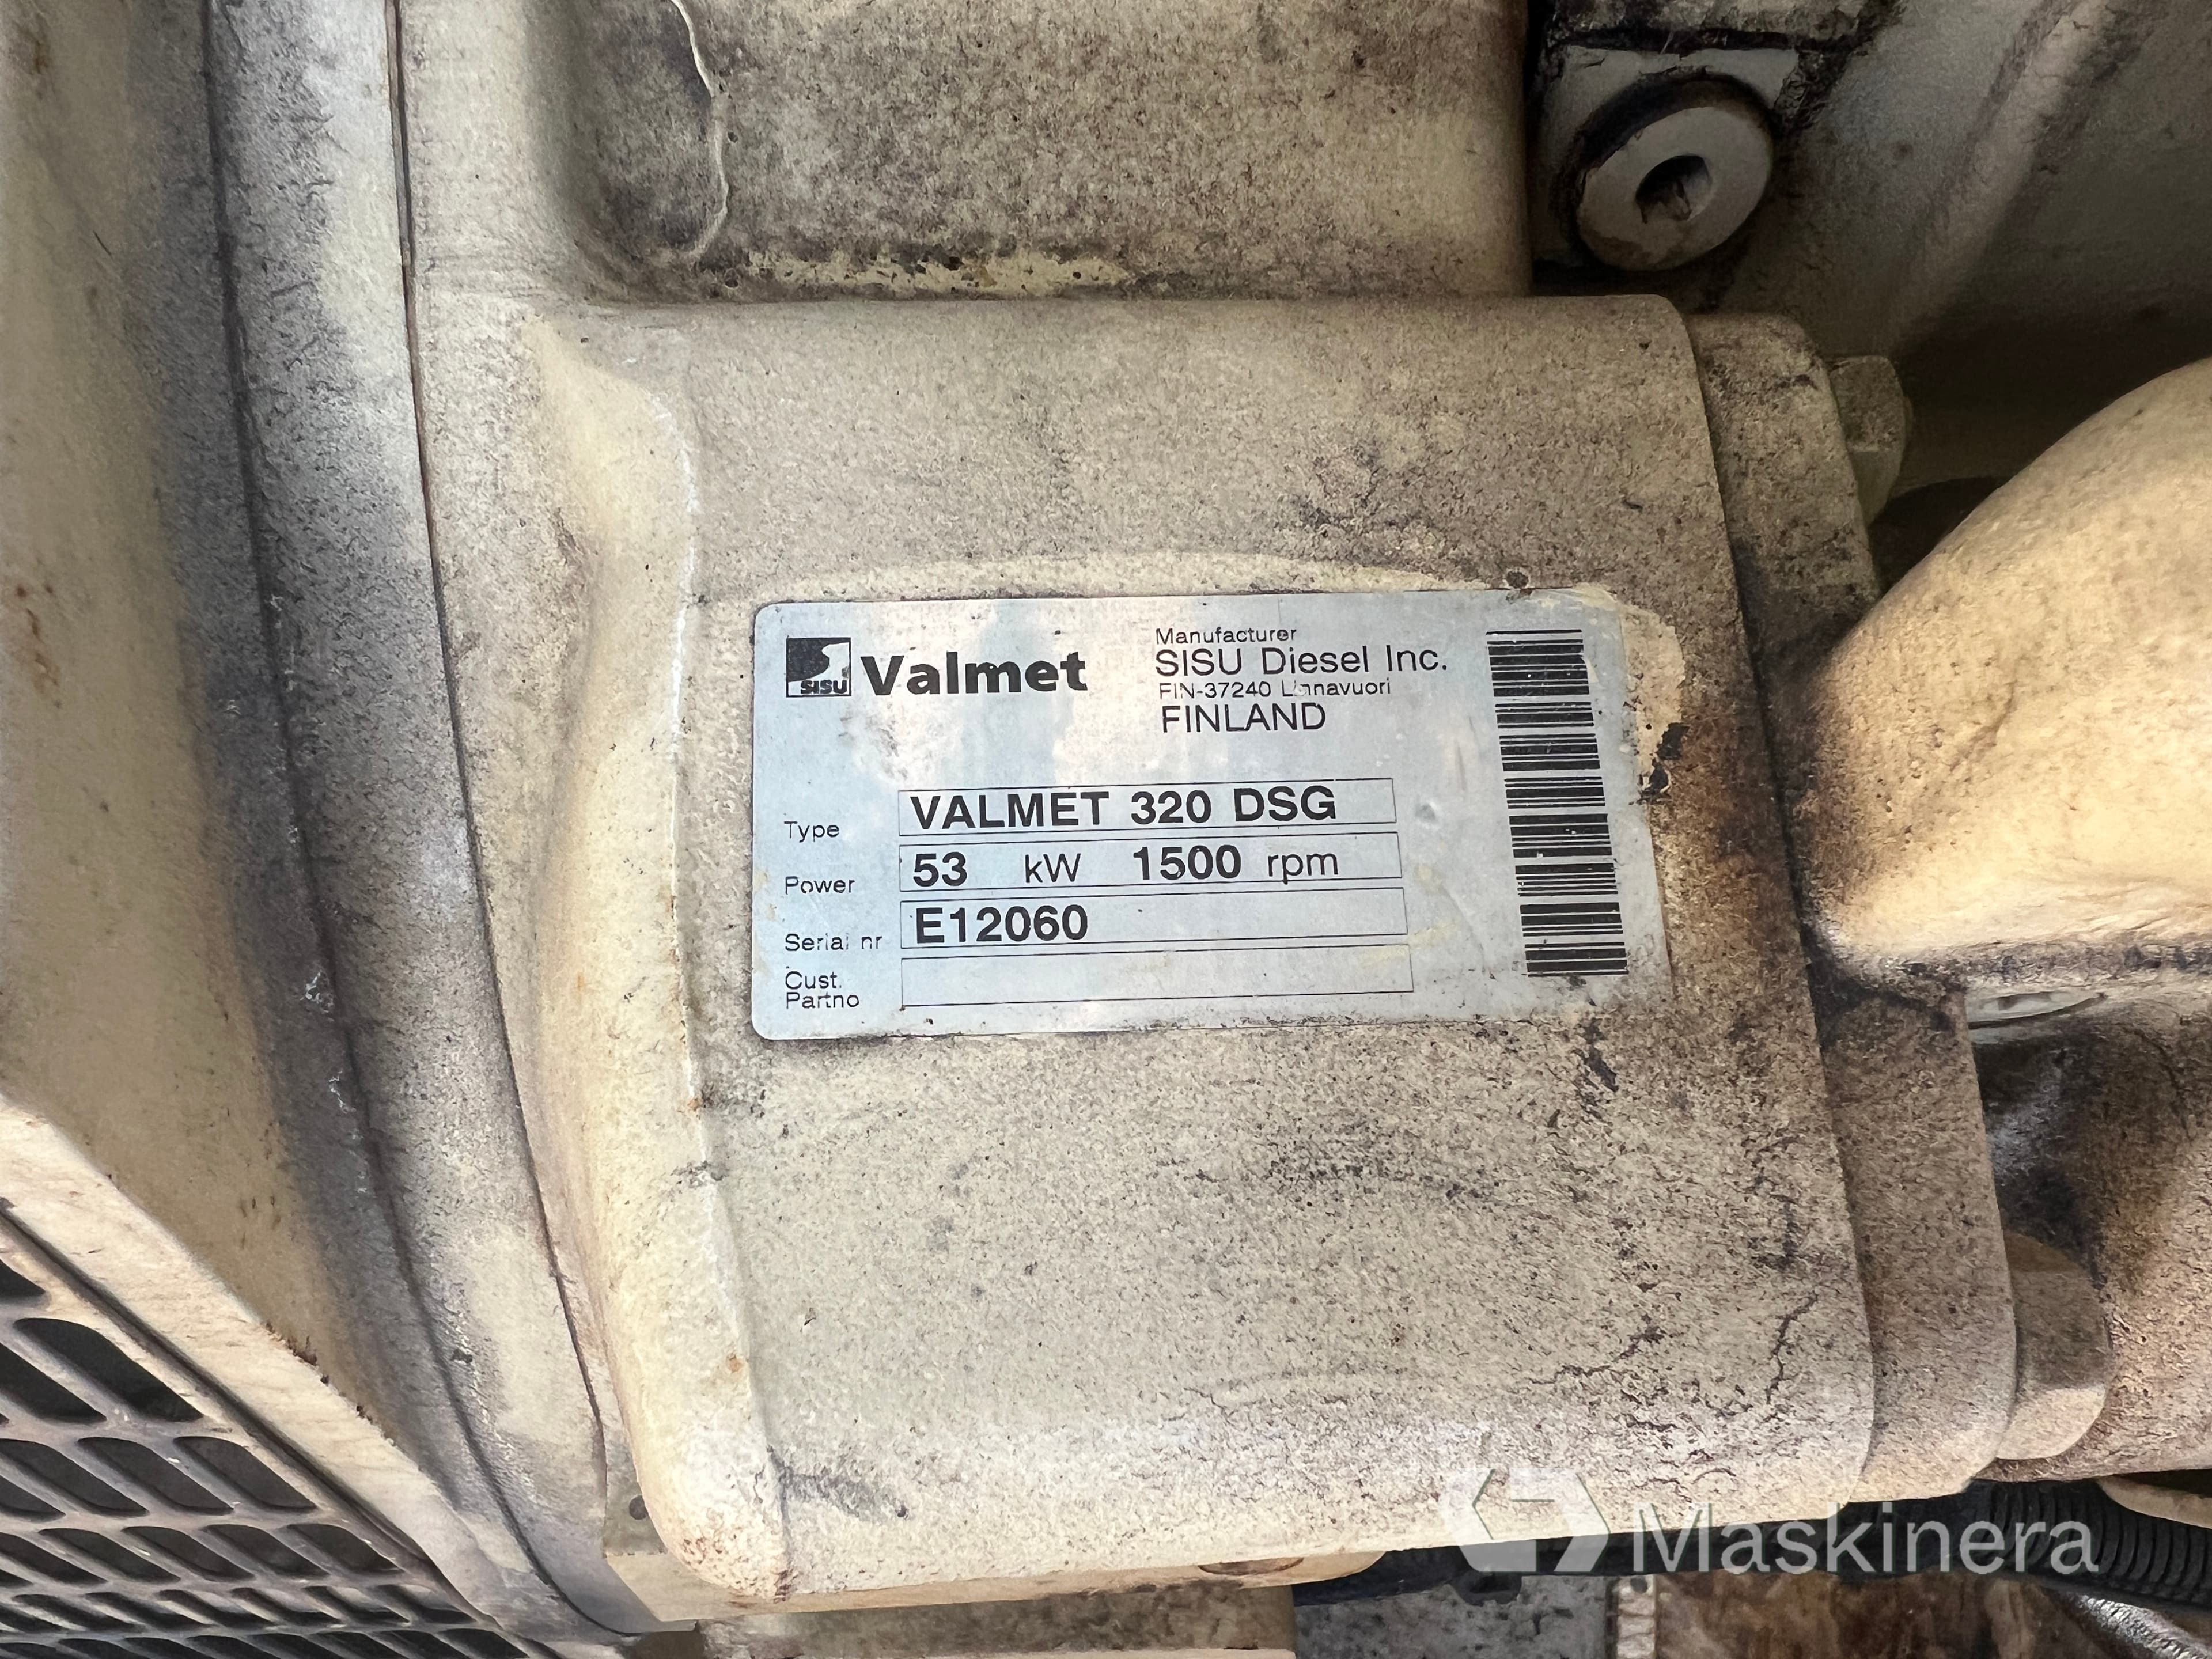 SISU
Valmet
Manufacturer
SISU Diesel Inc.
FIN-37240 Linnavuori
FINLAND
Type VALMET 320 DSG
Power 53 kW 1500 rpm
Serial nr E12060
Cust.
Partno
Maskinera